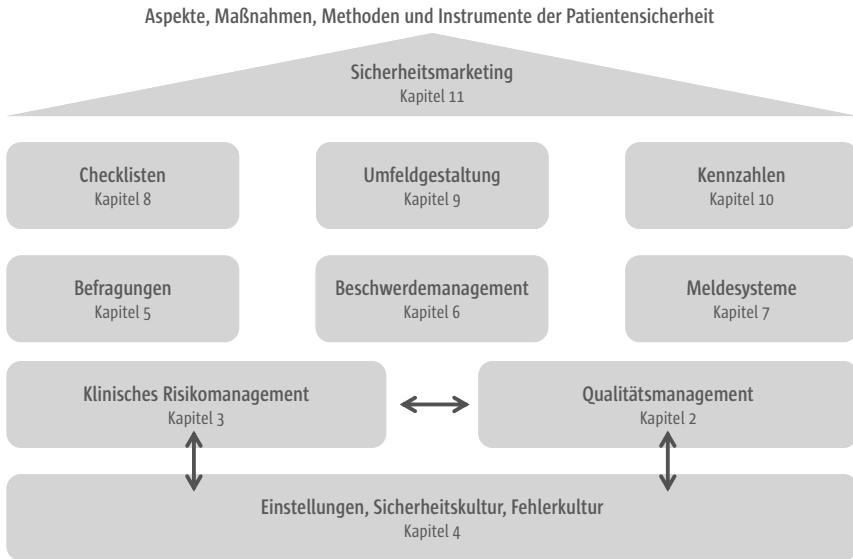 Aspekte, Maßnahmen, Methoden und Instrumente der Patientensicherheit
Sicherheitsmarketing
Kapitel 11
Checklisten
Kapitel 8
Umfeldgestaltung
Kapitel 9
Kennzahlen
Kapitel 10
Befragungen
Kapitel 5
Beschwerdemanagement
Kapitel 6
Meldesysteme
Kapitel 7
Klinisches Risikomanagement
Kapitel 3
Qualitätsmanagement
Kapitel 2
Einstellungen, Sicherheitskultur, Fehlerkultur
Kapitel 4